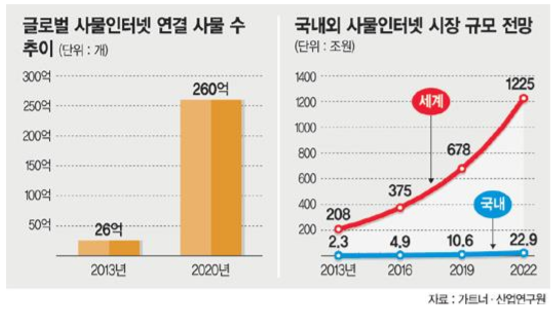 글로벌 사물인터넷 연결 사물 수
추이 (단위 : 개)
300억
250억
200억
150억
100억
50억
26억
260억
2013년
2020년
국내외 사물인터넷 시장 규모 전망
(단위 : 조원)
1400
1200
1000
800
600
400
200
세계
국내
208
375
678
1225
2.3
4.9
10.6
22.9
2013년
2016
2019
2022
자료 : 가트너·산업연구원